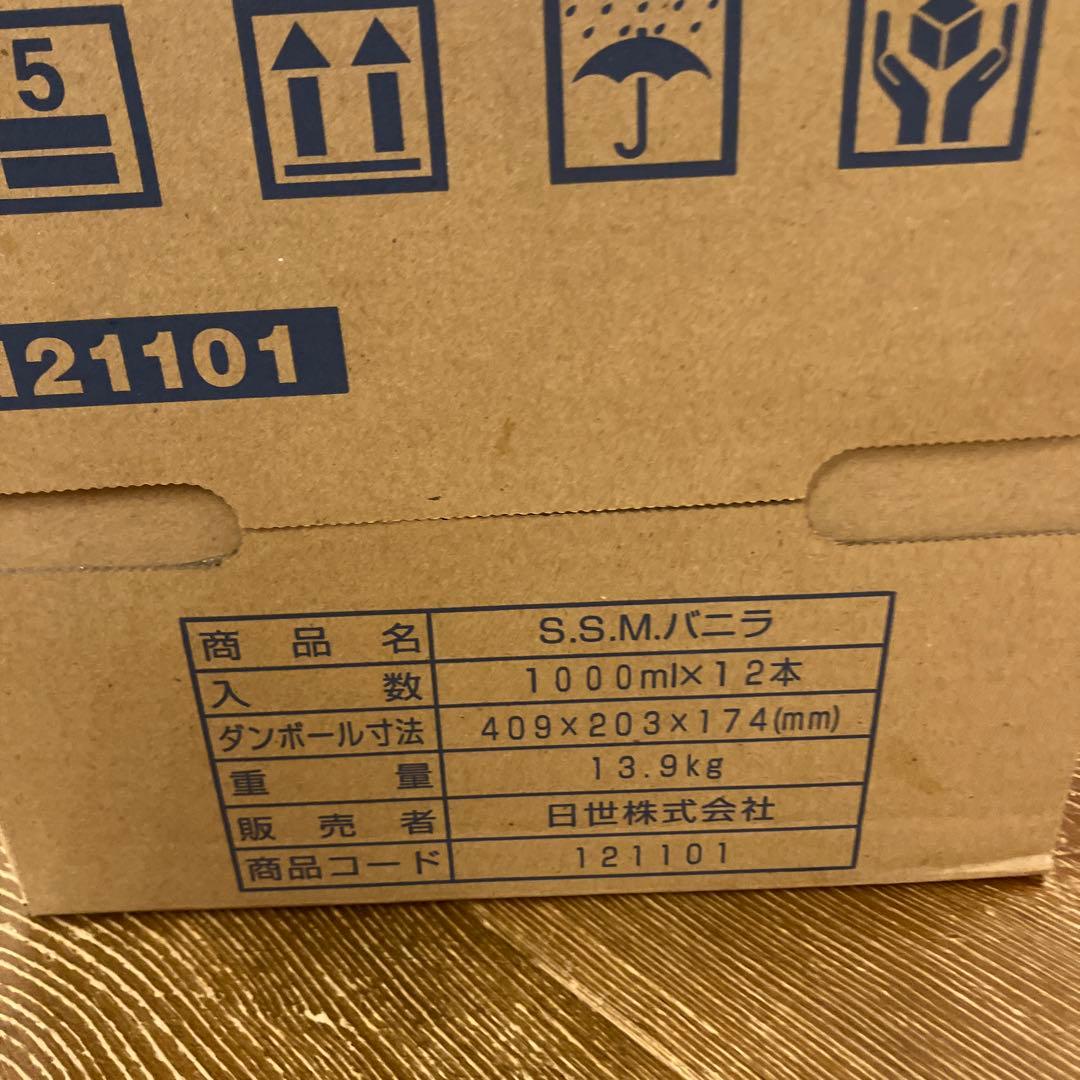 5
121101
商品名 S.S.M.バニラ
入数 1000ml×12本
ダンボール寸法 409×203×174(mm)
重量 13.9kg
販売者 日世株式会社
商品コード 121101